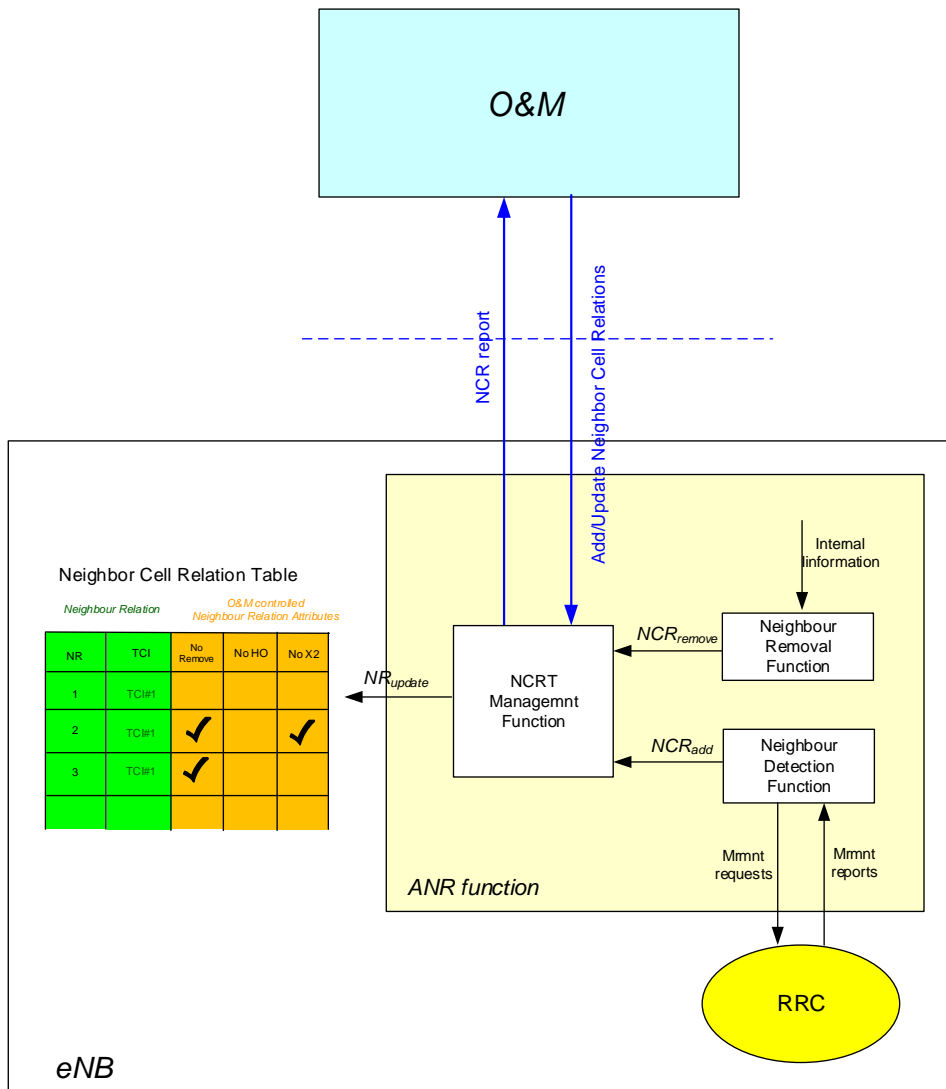 O&M
NCR report
Add/Update Neighbor Cell Relations
Internal
Iinformation
Neighbor Cell Relation Table
Neighbour Relation
O&M controlled
Neighbour Relation Attributes
NR
TCI
No
Remove
No HO
No X2
1
TCI#1
2
TCI#1
3
TCI#1
NRupdate
NCRT
Managemnt
Function
NCRremove
Neighbour
Removal
Function
NCRadd
Neighbour
Detection
Function
Mrmnt
requests
Mrmnt
reports
ANR function
RRC
eNB